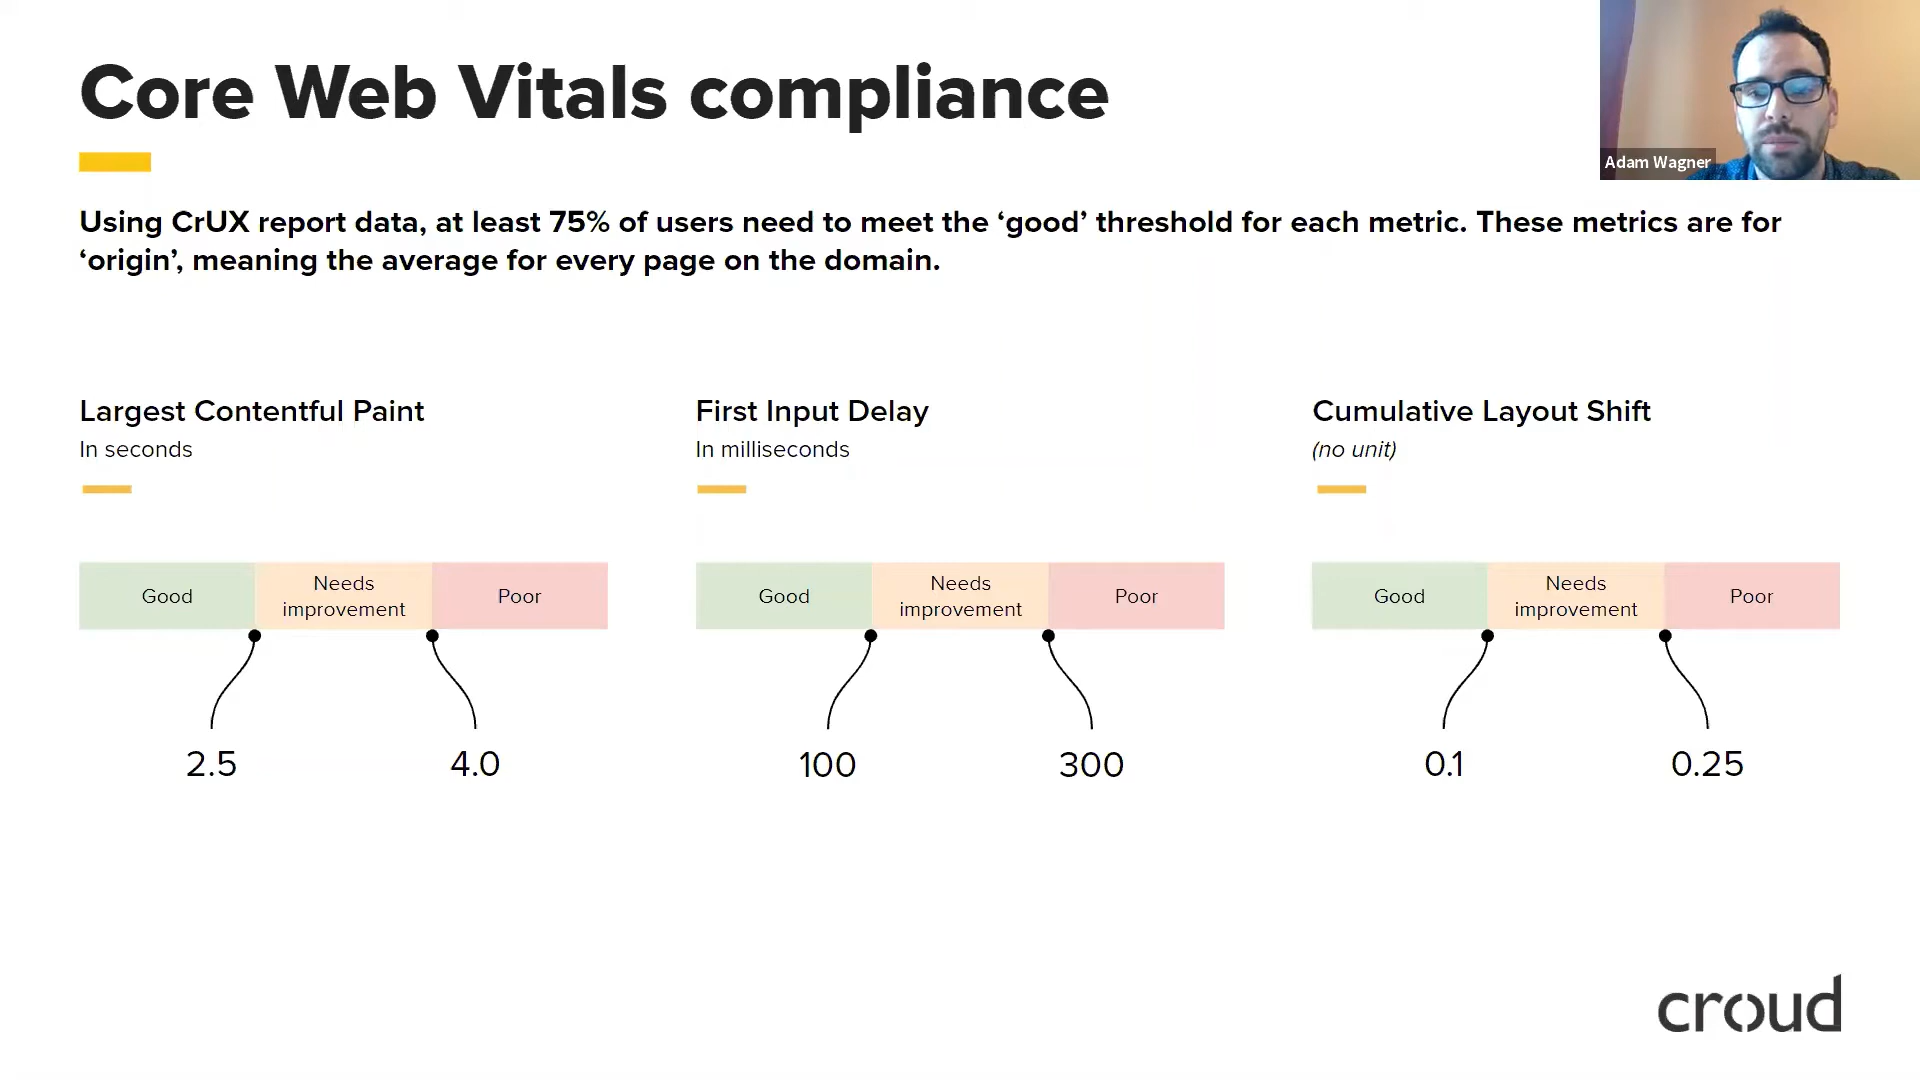 Core Web Vitals compliance
Adam Wagner
Using CrUX report data, at least 75% of users need to meet the ‘good’ threshold for each metric. These metrics are for
‘origin’, meaning the average for every page on the domain.
Largest Contentful Paint
In seconds
Good
Needs
improvement
Poor
2.5
4.0
First Input Delay
In milliseconds
Good
Needs
improvement
Poor
100
300
Cumulative Layout Shift
(no unit)
Good
Needs
improvement
Poor
0.1
0.25
croud